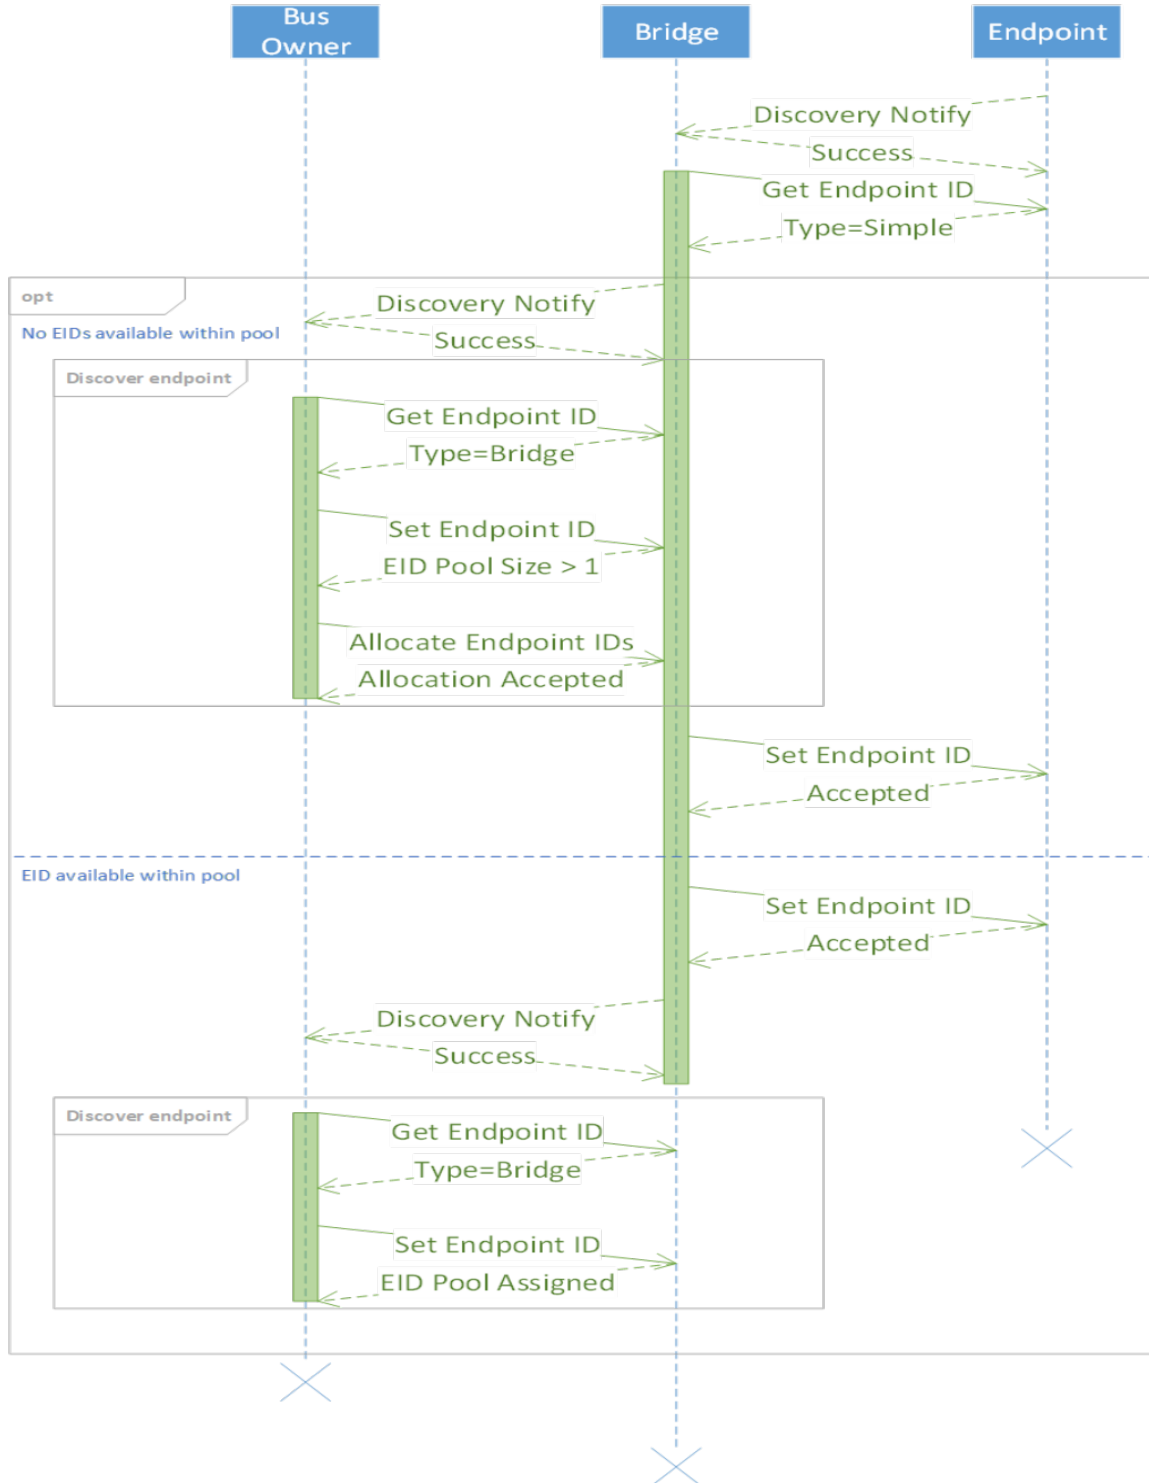 Bus
Owner
Bridge
Endpoint
Discovery Notify
Success
Get Endpoint ID
Type=Simple
opt
No EIDs available within pool
Discovery Notify
Success
Discover endpoint
Get Endpoint ID
Type=Bridge
Set Endpoint ID
EID Pool Size > 1
Allocate Endpoint IDs
Allocation Accepted
Set Endpoint ID
Accepted
EID available within pool
Set Endpoint ID
Accepted
Discovery Notify
Success
Discover endpoint
Get Endpoint ID
Type=Bridge
Set Endpoint ID
EID Pool Assigned